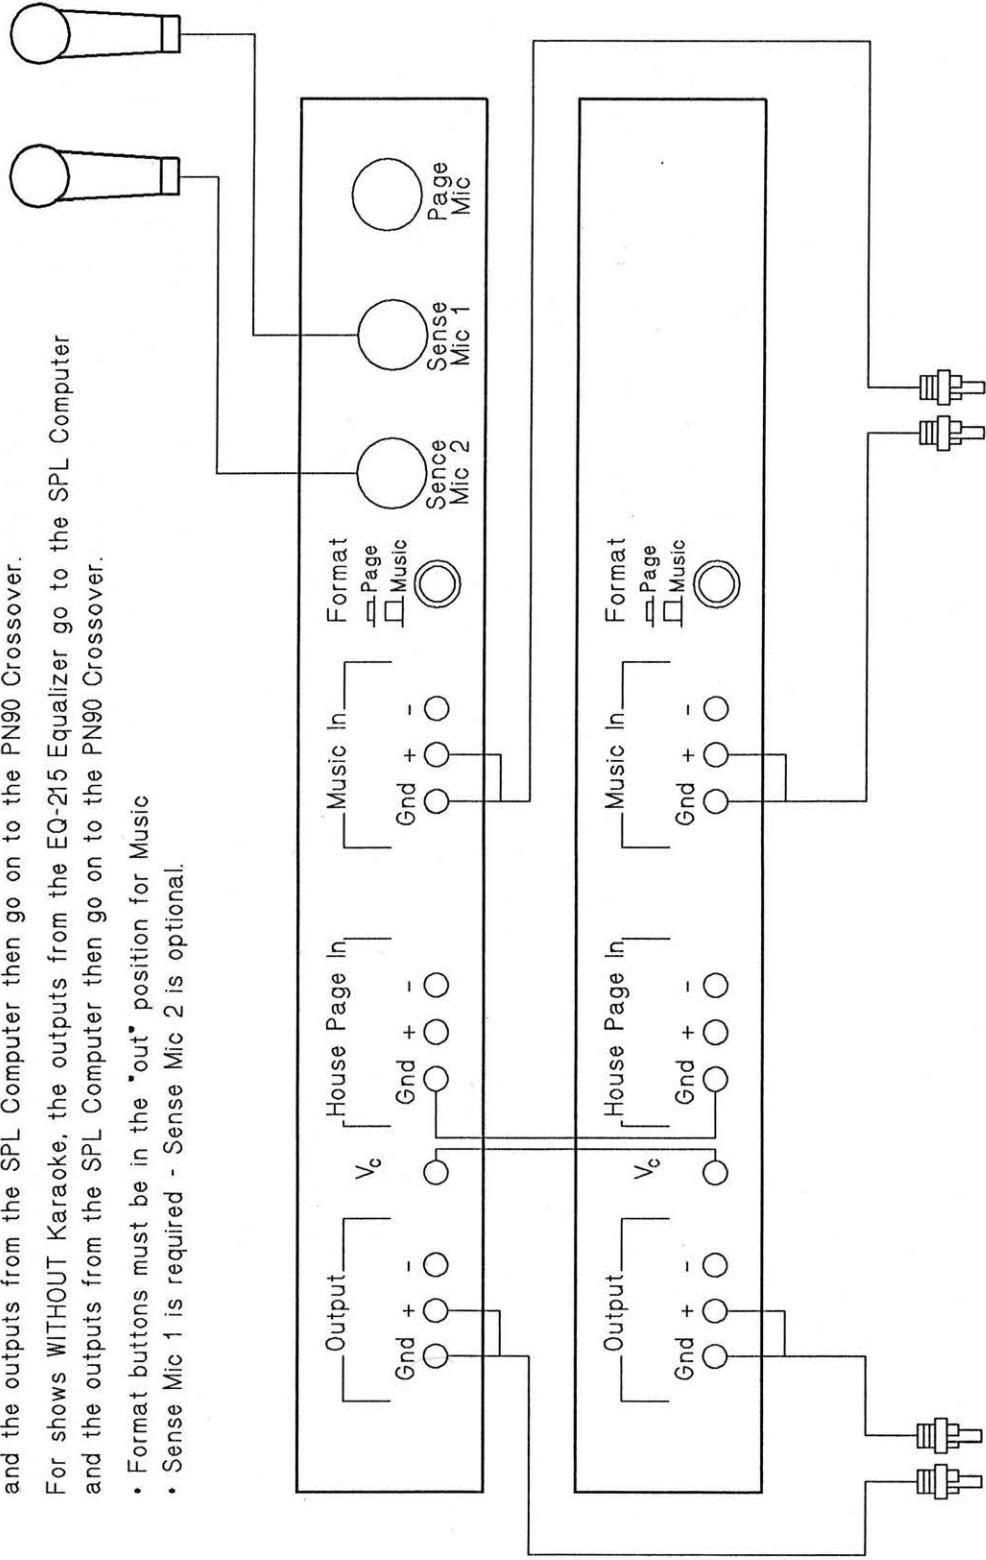 and the outputs from the SPL Computer then go on to the PN90 Crossover.
For shows WITHOUT Karaoke, the outputs from the EQ-215 Equalizer go to the SPL Computer
and the outputs from the SPL Computer then go on to the PN90 Crossover.
• Format buttons must be in the "out" position for Music
• Sense Mic 1 is required - Sense Mic 2 is optional.
Output
Gnd + -
Vc
House Page In
Gnd + -
Music In
Gnd + -
Format
Page
Music
Sence
Mic 2
Sense
Mic 1
Page
Mic
Output
Gnd + -
Vc
House Page In
Gnd + -
Music In
Gnd + -
Format
Page
Music